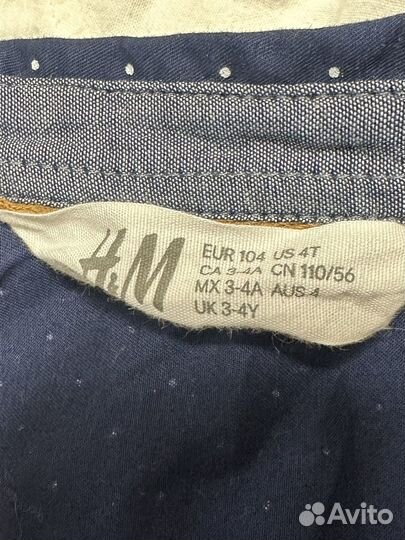 H&M
EUR 104 US 4T
CA 3-4A CN 110/56
MX 3-4A AUS 4
UK 3-4Y
Avito